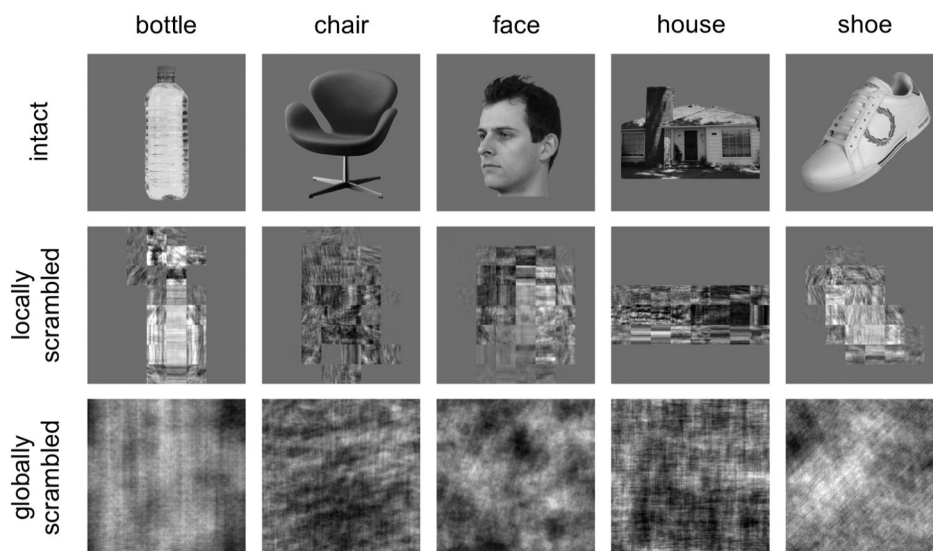 bottle chair face house shoe
intact
locally
scrambled
globally
scrambled